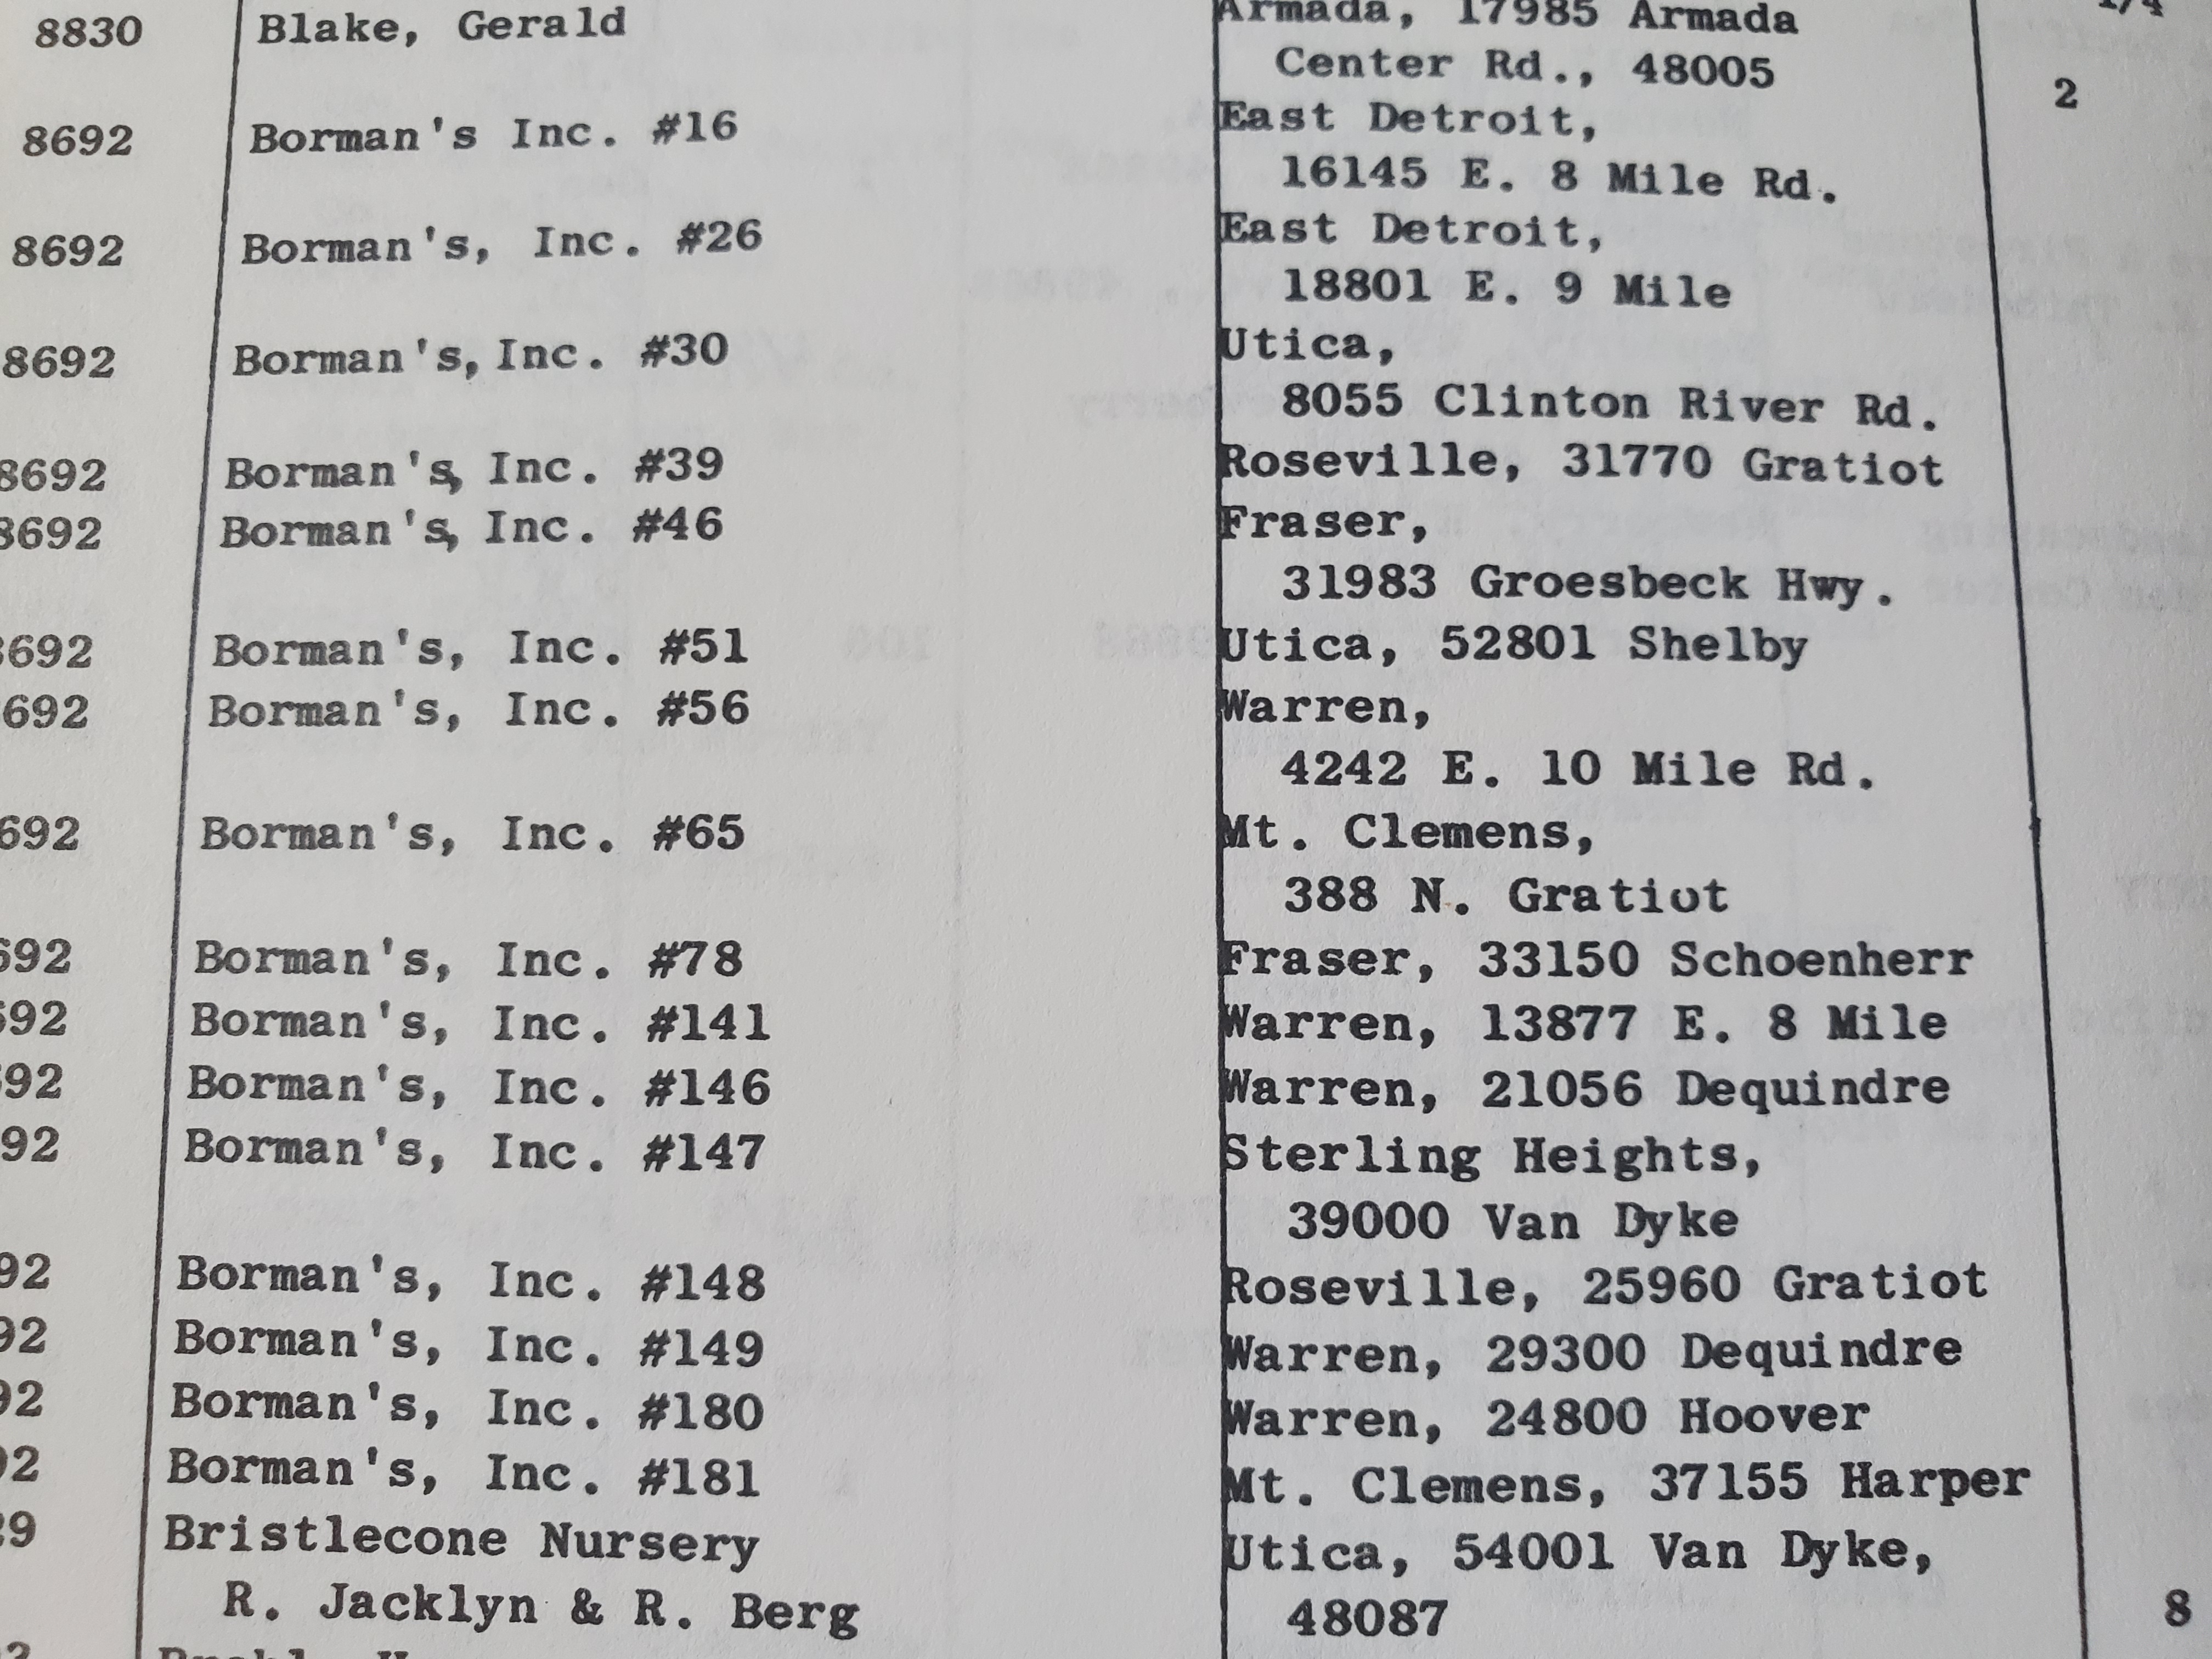 8830 Blake, Gerald Armada, 17985 Armada
Center Rd., 48005 2
8692 Borman's Inc. #16 East Detroit,
16145 E. 8 Mile Rd.
8692 Borman's, Inc. #26 East Detroit,
18801 E. 9 Mile
8692 Borman's, Inc. #30 Utica,
8055 Clinton River Rd.
8692 Borman's, Inc. #39 Roseville, 31770 Gratiot
8692 Borman's, Inc. #46 Fraser,
31983 Groesbeck Hwy.
692 Borman's, Inc. #51 Utica, 52801 Shelby
692 Borman's, Inc. #56 Warren,
4242 E. 10 Mile Rd.
692 Borman's, Inc. #65 Mt. Clemens,
388 N. Gratiot
692 Borman's, Inc. #78 Fraser, 33150 Schoenherr
92 Borman's, Inc. #141 Warren, 13877 E. 8 Mile
92 Borman's, Inc. #146 Warren, 21056 Dequindre
92 Borman's, Inc. #147 Sterling Heights,
39000 Van Dyke
92 Borman's, Inc. #148 Roseville, 25960 Gratiot
92 Borman's, Inc. #149 Warren, 29300 Dequindre
92 Borman's, Inc. #180 Warren, 24800 Hoover
2 Borman's, Inc. #181 Mt. Clemens, 37155 Harper
9 Bristlecone Nursery Utica, 54001 Van Dyke,
R. Jacklyn & R. Berg 48087 8